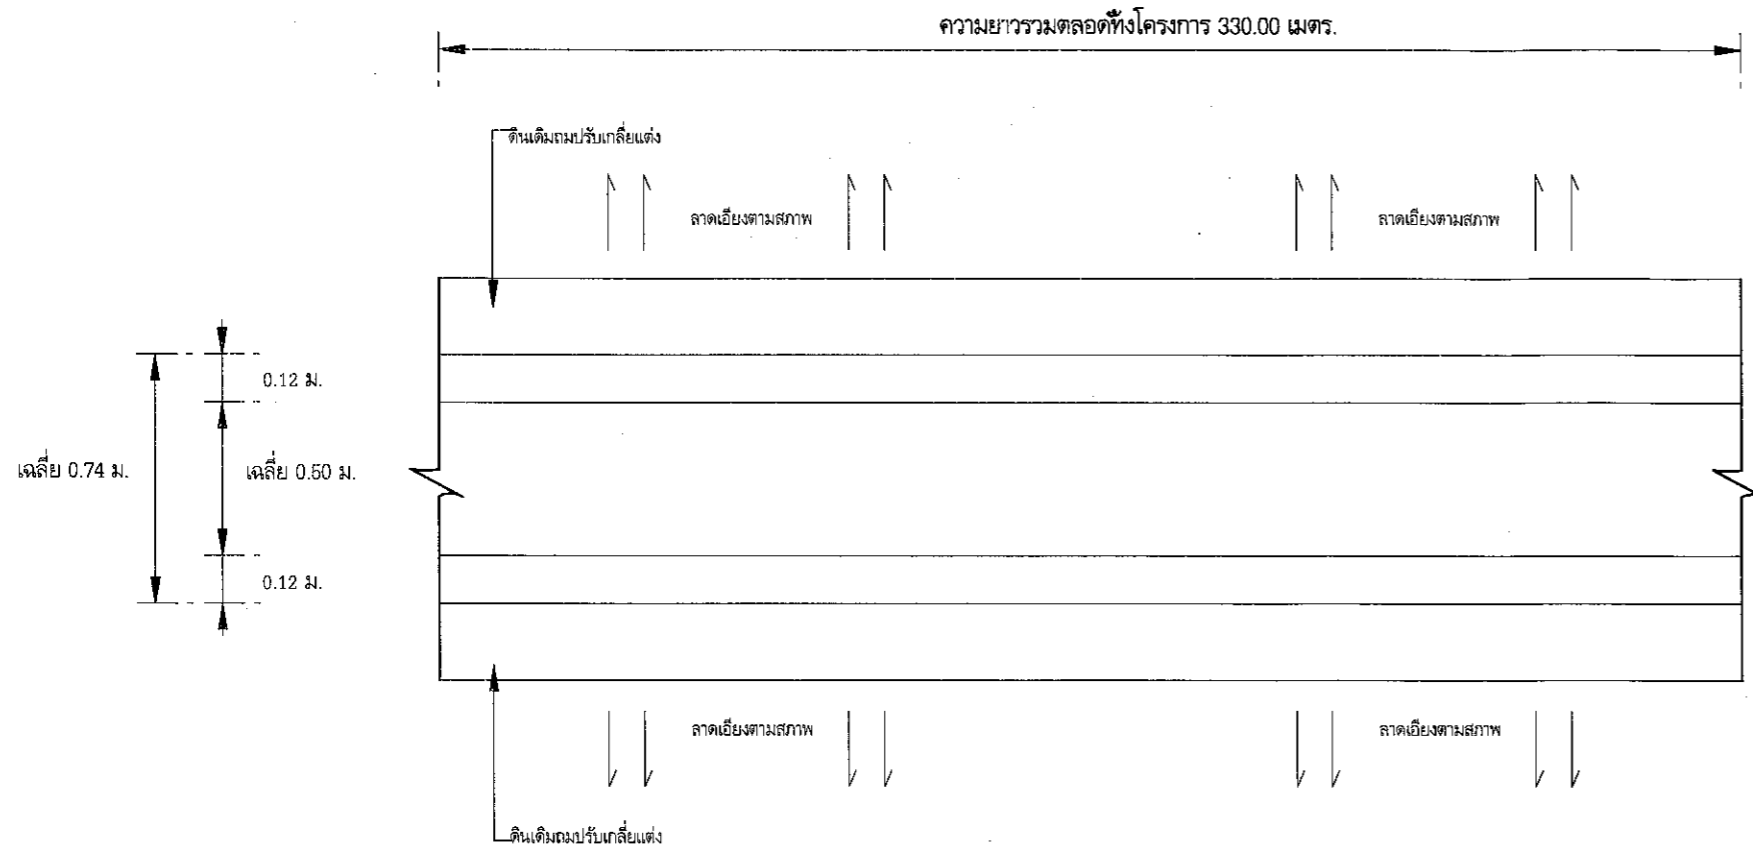 ความยาวรวมตลอดทั้งโครงการ 330.00 เมตร.
ดินเดิมถมปรับเกลี่ยแต่ง
ลาดเอียงตามสภาพ
ลาดเอียงตามสภาพ
0.12 ม.
เฉลี่ย 0.74 ม.
เฉลี่ย 0.50 ม.
0.12 ม.
ลาดเอียงตามสภาพ
ลาดเอียงตามสภาพ
ดินเดิมถมปรับเกลี่ยแต่ง